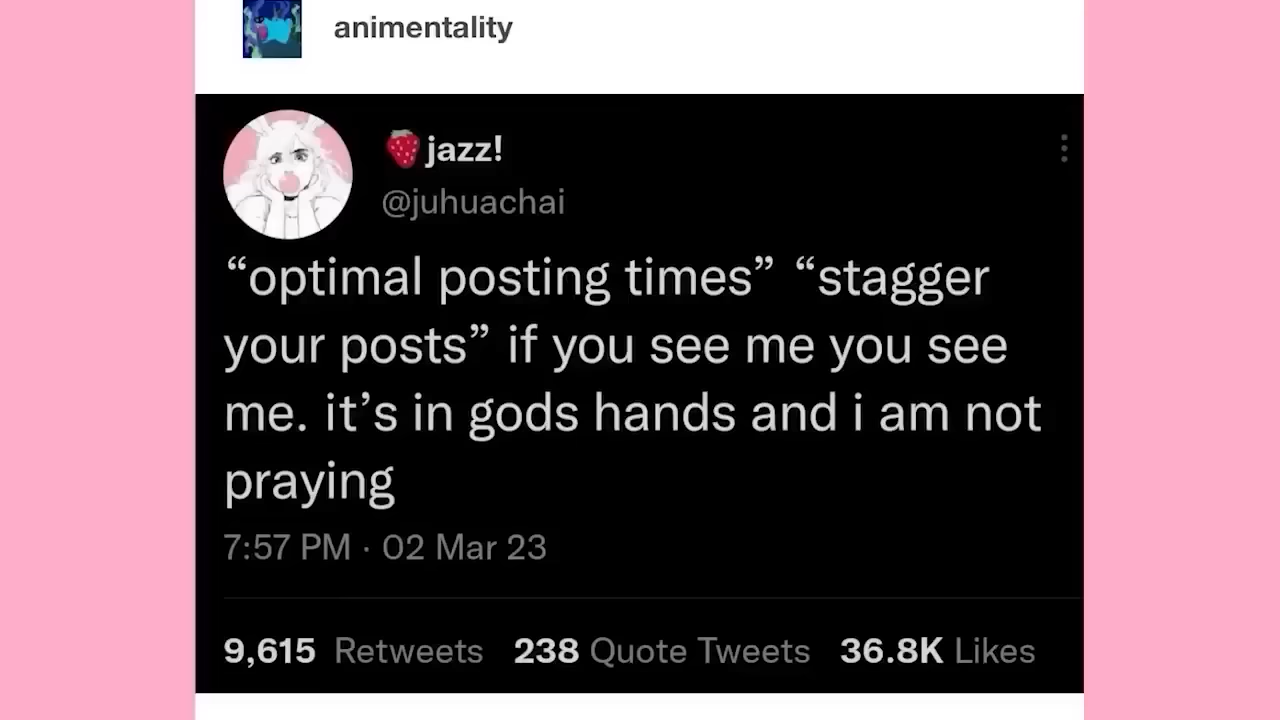 animentality
🍓jazz!
@juhuachai
“optimal posting times” “stagger
your posts” if you see me you see
me. it’s in gods hands and i am not
praying
7:57 PM · 02 Mar 23
9,615 Retweets 238 Quote Tweets 36.8K Likes